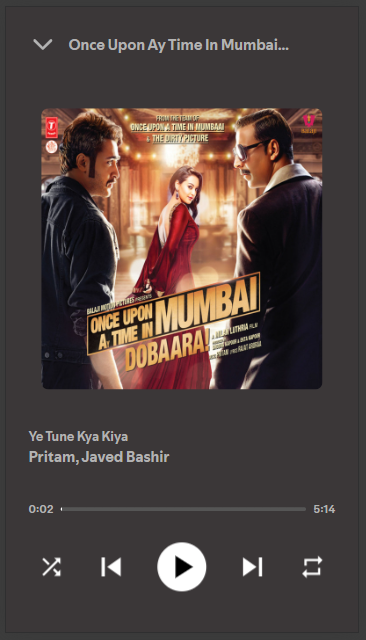 Once Upon Ay Time In Mumbai...
T
FROM THE TEAM OF
ONCE UPON A TIME IN MUMBAAI
& THE DIRTY PICTURE
BALAJI MOTION PICTURES PRESENTS
ONCE UPON
AY TIME IN MUMBAI
DOBAARA!
A MILAN LUTHRIA FILM
Ye Tune Kya Kiya
Pritam, Javed Bashir
0:02
5:14